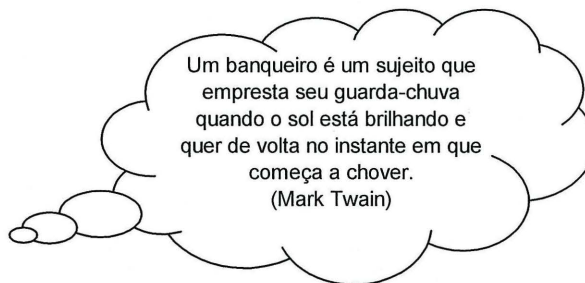 Um banqueiro é um sujeito que
empresta seu guarda-chuva
quando o sol está brilhando e
quer de volta no instante em que
começa a chover.
(Mark Twain)